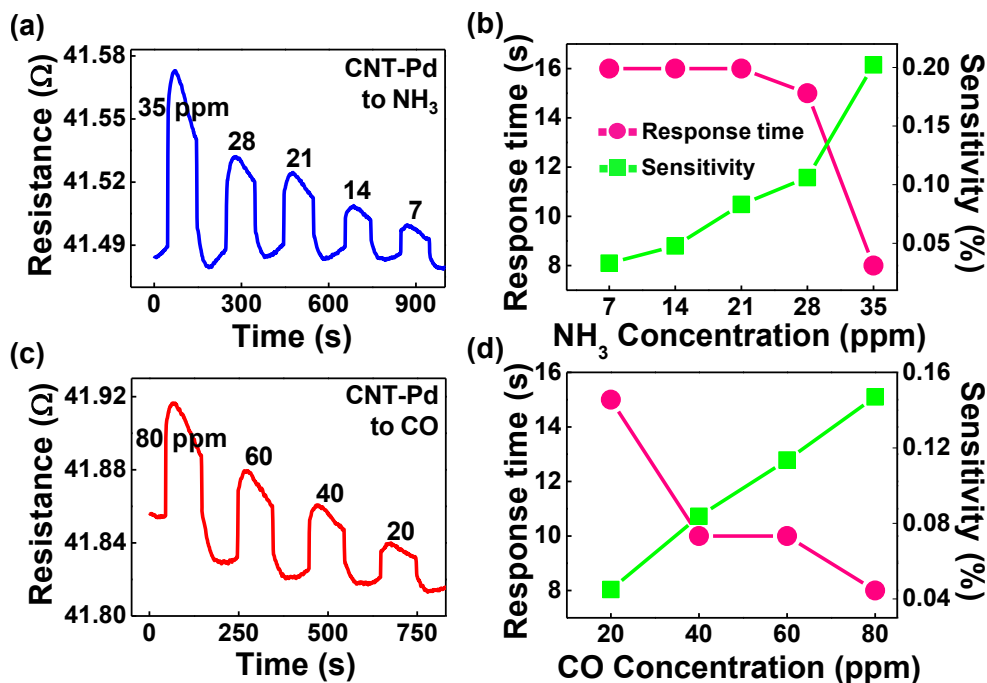 (a)
41.58
41.55
41.52
41.49
Resistance (Ω)
CNT-Pd
to NH₃
35 ppm
28
21
14
7
0
300
600
900
Time (s)
(b)
16
14
12
10
8
Response time (s)
0.20
0.15
0.10
0.05
Sensitivity (%)
Response time
Sensitivity
7
14
21
28
35
NH₃ Concentration (ppm)
(c)
41.92
41.88
41.84
41.80
Resistance (Ω)
CNT-Pd
to CO
80 ppm
60
40
20
0
250
500
750
Time (s)
(d)
16
14
12
10
8
Response time (s)
0.16
0.12
0.08
0.04
Sensitivity (%)
20
40
60
80
CO Concentration (ppm)